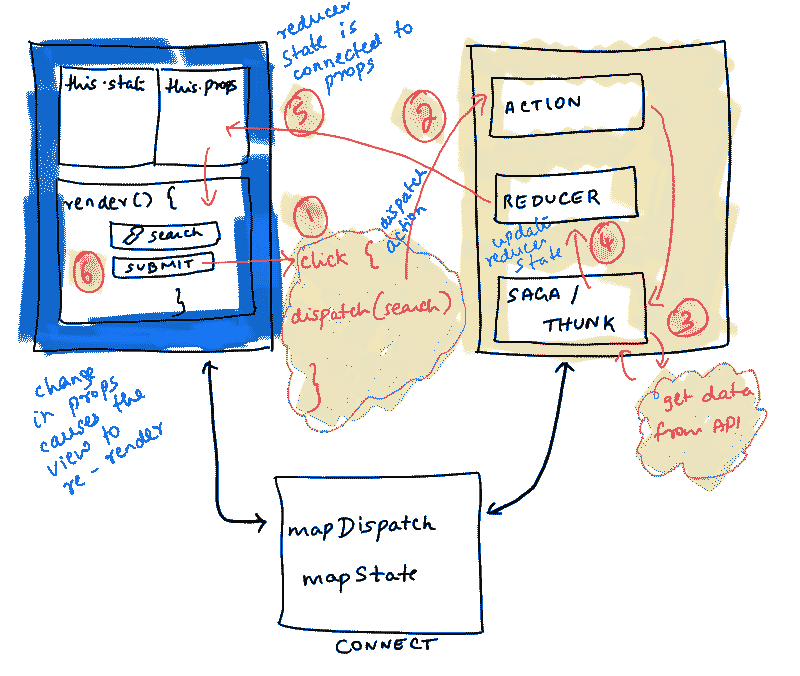 reducer
state is
connected to
props
this.state
this.props
5
2
ACTION
render() {
search
SUBMIT
}
6
1
click {
dispatch(search)
}
dispatch
action
REDUCER
update
reducer
state
4
SAGA /
THUNK
3
get data
from API
change
in props
causes the
view to
re-render
mapDispatch
mapState
CONNECT